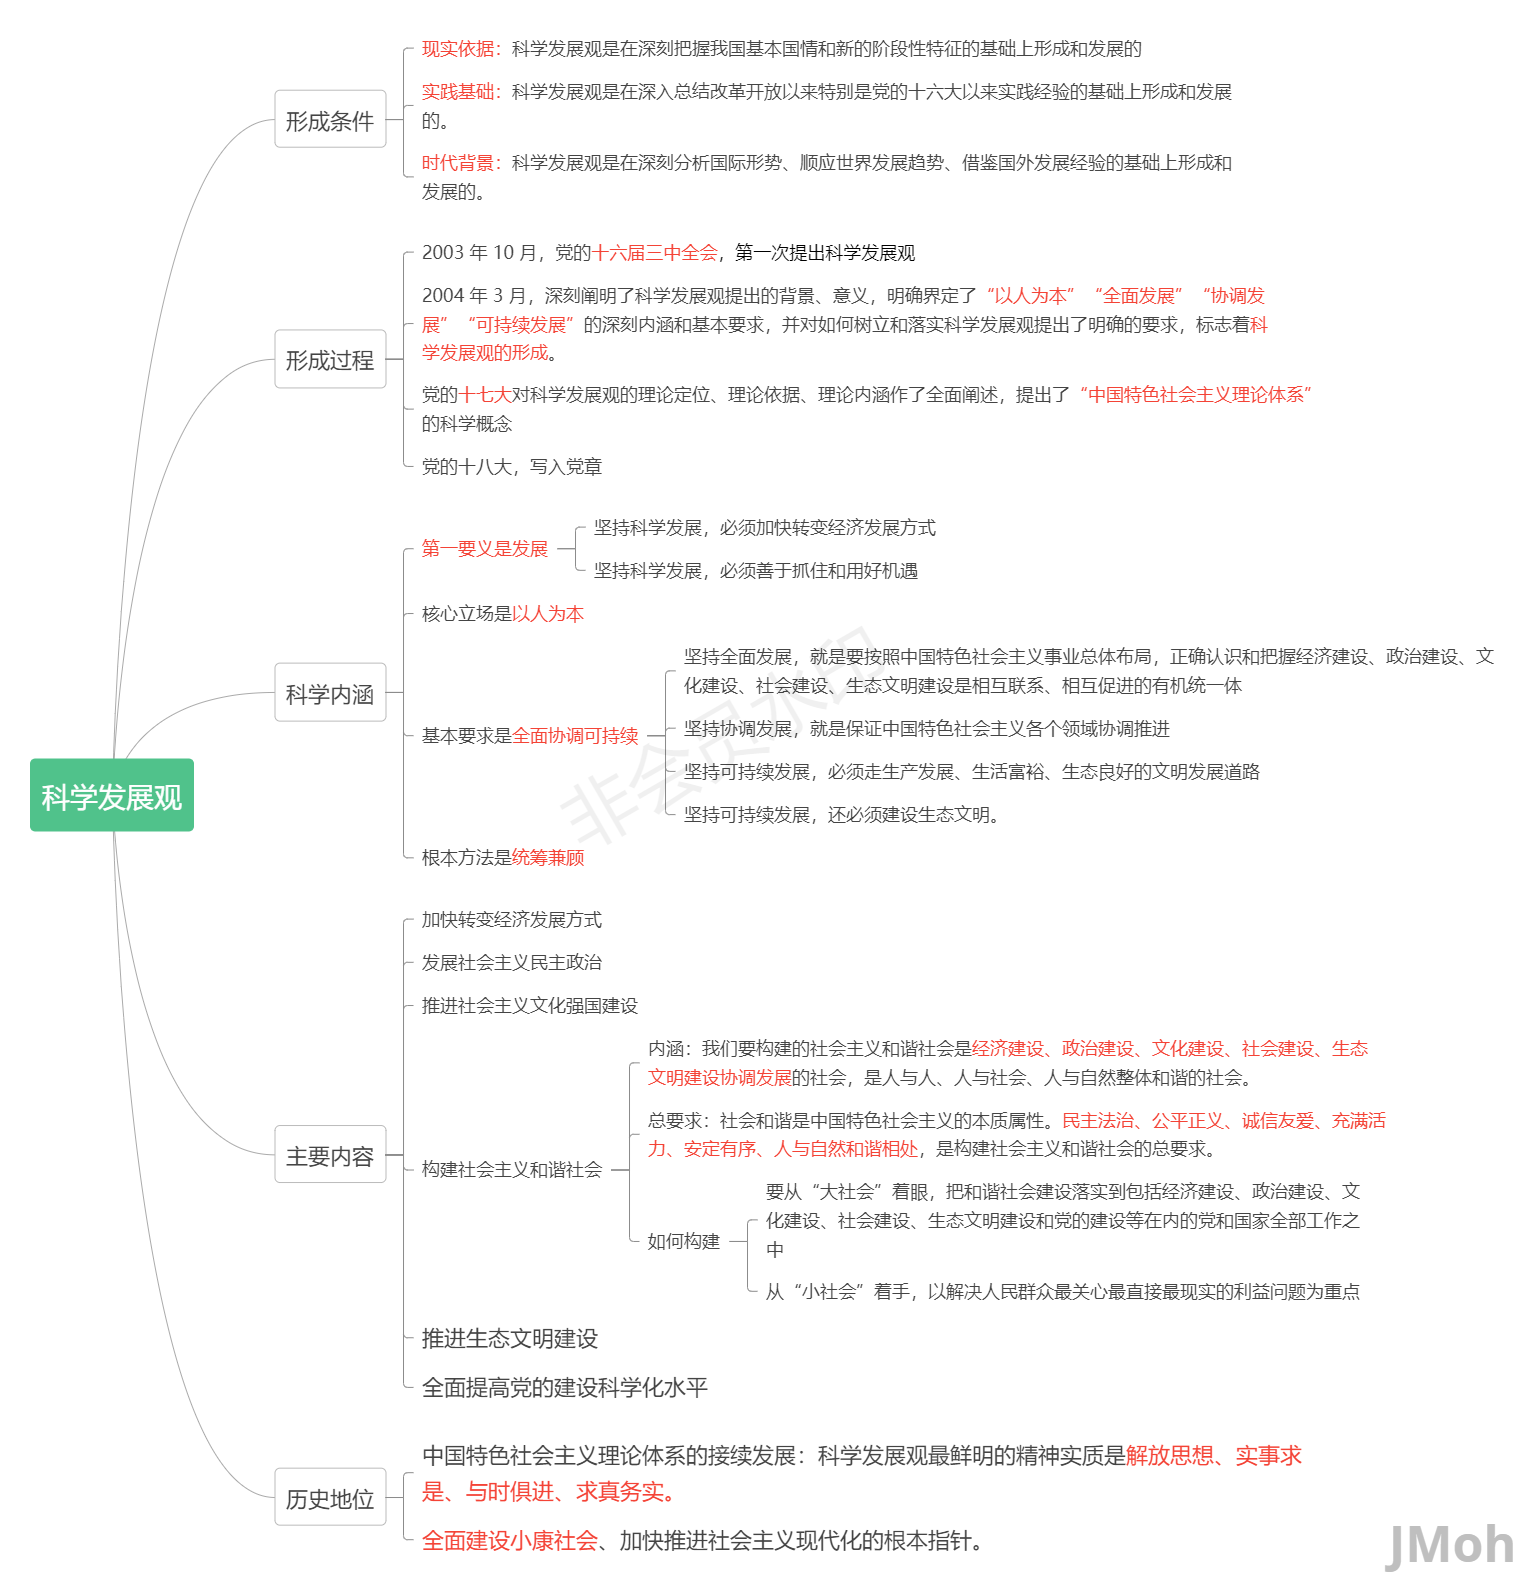 现实依据：科学发展观是在深刻把握我国基本国情和新的阶段性特征的基础上形成和发展的
实践基础：科学发展观是在深入总结改革开放以来特别是党的十六大以来实践经验的基础上形成和发展
的。
形成条件
时代背景：科学发展观是在深刻分析国际形势、顺应世界发展趋势、借鉴国外发展经验的基础上形成和
发展的。
2003 年 10 月，党的十六届三中全会，第一次提出科学发展观
2004 年 3 月，深刻阐明了科学发展观提出的背景、意义，明确界定了“以人为本”“全面发展”“协调发
展”“可持续发展”的深刻内涵和基本要求，并对如何树立和落实科学发展观提出了明确的要求，标志着科
学发展观的形成。
形成过程
党的十七大对科学发展观的理论定位、理论依据、理论内涵作了全面阐述，提出了“中国特色社会主义理论体系”
的科学概念
党的十八大，写入党章
坚持科学发展，必须加快转变经济发展方式
第一要义是发展
坚持科学发展，必须善于抓住和用好机遇
核心立场是以人为本
科学内涵
坚持全面发展，就是要按照中国特色社会主义事业总体布局，正确认识和把握经济建设、政治建设、文
化建设、社会建设、生态文明建设是相互联系、相互促进的有机统一体
基本要求是全面协调可持续
坚持协调发展，就是保证中国特色社会主义各个领域协调推进
坚持可持续发展，必须走生产发展、生活富裕、生态良好的文明发展道路
坚持可持续发展，还必须建设生态文明。
非会员水印
科学发展观
根本方法是统筹兼顾
加快转变经济发展方式
发展社会主义民主政治
推进社会主义文化强国建设
内涵：我们要构建的社会主义和谐社会是经济建设、政治建设、文化建设、社会建设、生态
文明建设协调发展的社会，是人与人、人与社会、人与自然整体和谐的社会。
总要求：社会和谐是中国特色社会主义的本质属性。民主法治、公平正义、诚信友爱、充满活
力、安定有序、人与自然和谐相处，是构建社会主义和谐社会的总要求。
主要内容
构建社会主义和谐社会
要从“大社会”着眼，把和谐社会建设落实到包括经济建设、政治建设、文
化建设、社会建设、生态文明建设和党的建设等在内的党和国家全部工作之
中
如何构建
从“小社会”着手，以解决人民群众最关心最直接最现实的利益问题为重点
推进生态文明建设
全面提高党的建设科学化水平
中国特色社会主义理论体系的接续发展：科学发展观最鲜明的精神实质是解放思想、实事求
是、与时俱进、求真务实。
历史地位
全面建设小康社会、加快推进社会主义现代化的根本指针。
JMoh